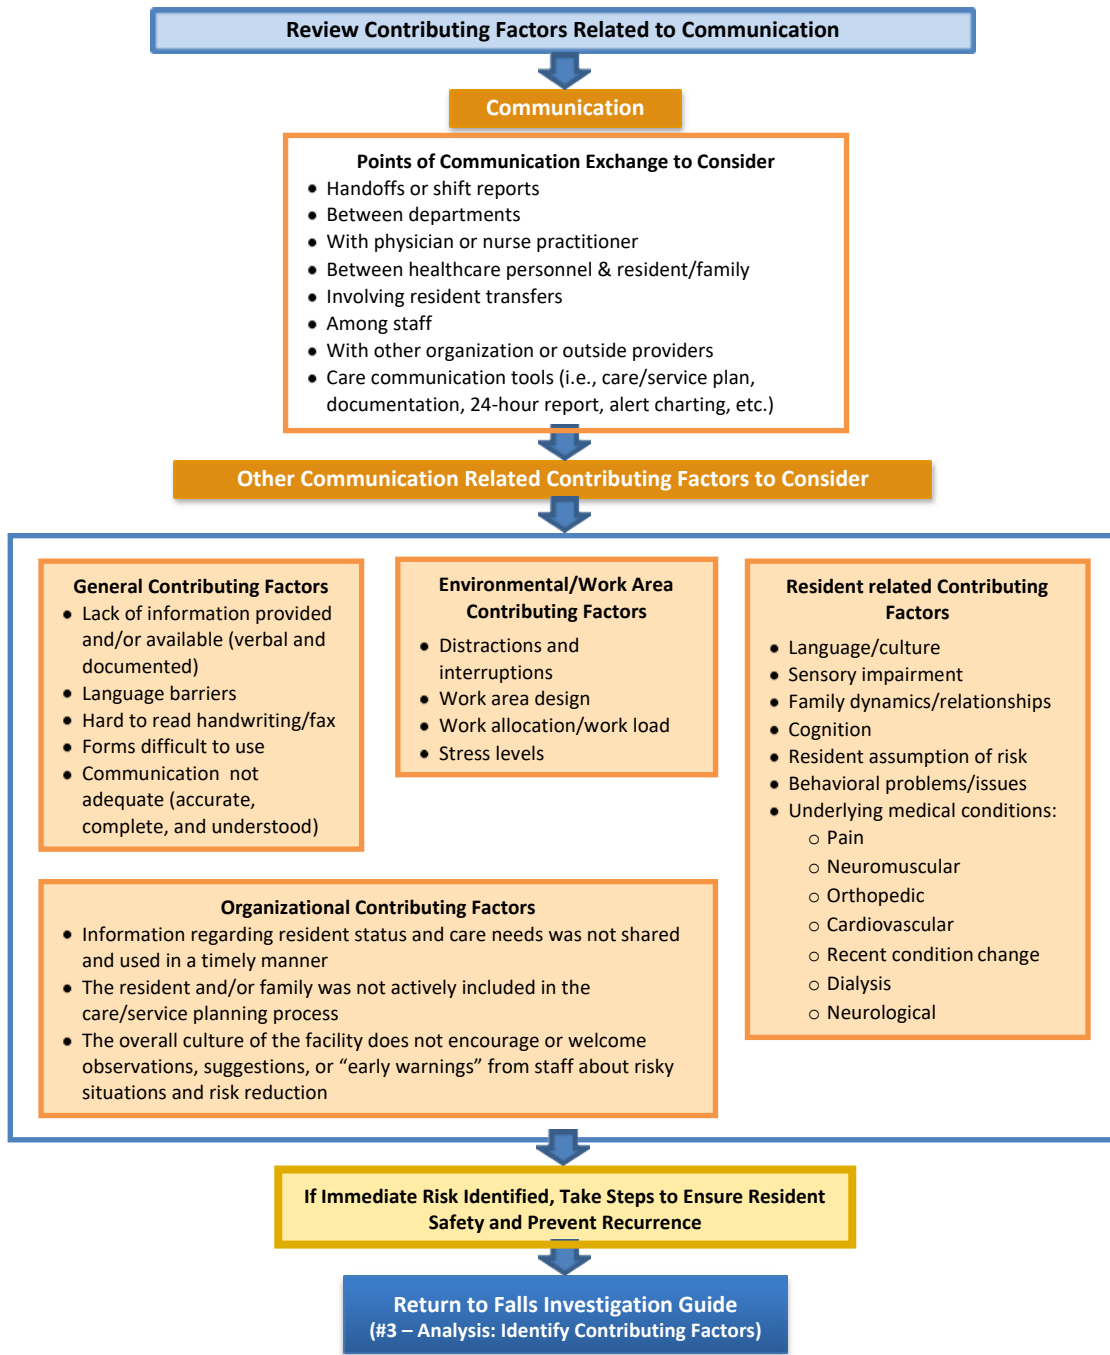 Review Contributing Factors Related to Communication
Communication
Points of Communication Exchange to Consider
● Handoffs or shift reports
● Between departments
● With physician or nurse practitioner
● Between healthcare personnel & resident/family
● Involving resident transfers
● Among staff
● With other organization or outside providers
● Care communication tools (i.e., care/service plan,
documentation, 24-hour report, alert charting, etc.)
Other Communication Related Contributing Factors to Consider
General Contributing Factors
● Lack of information provided
and/or available (verbal and
documented)
● Language barriers
● Hard to read handwriting/fax
● Forms difficult to use
● Communication not
adequate (accurate,
complete, and understood)
Environmental/Work Area
Contributing Factors
● Distractions and
interruptions
● Work area design
● Work allocation/work load
● Stress levels
Resident related Contributing
Factors
● Language/culture
● Sensory impairment
● Family dynamics/relationships
● Cognition
● Resident assumption of risk
● Behavioral problems/issues
● Underlying medical conditions:
○ Pain
○ Neuromuscular
○ Orthopedic
○ Cardiovascular
○ Recent condition change
○ Dialysis
○ Neurological
Organizational Contributing Factors
● Information regarding resident status and care needs was not shared
and used in a timely manner
● The resident and/or family was not actively included in the
care/service planning process
● The overall culture of the facility does not encourage or welcome
observations, suggestions, or “early warnings” from staff about risky
situations and risk reduction
If Immediate Risk Identified, Take Steps to Ensure Resident
Safety and Prevent Recurrence
Return to Falls Investigation Guide
(#3 – Analysis: Identify Contributing Factors)